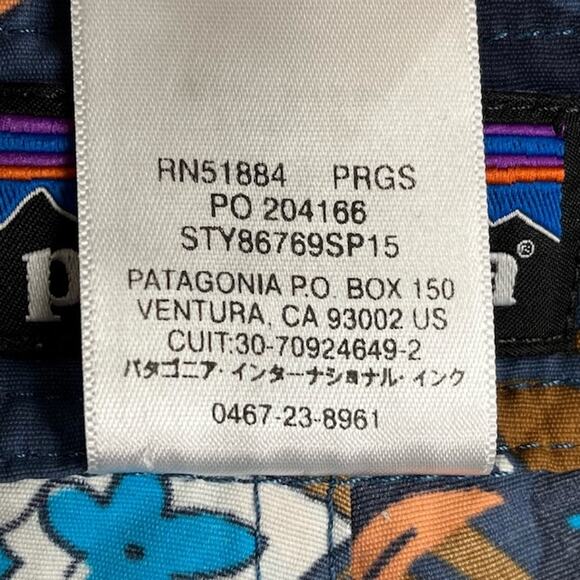 RN51884 PRGS
PO 204166
STY86769SP15
PATAGONIA P.O. BOX 150
VENTURA, CA 93002 US
CUIT:30-70924649-2
パタゴニア・インターナショナル・インク
0467-23-8961
p
a®